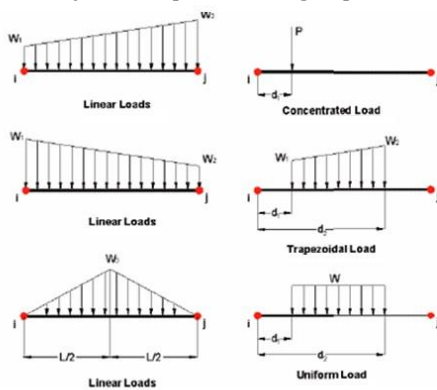 W₁
W₂
i
j
Linear Loads
P
i
j
d₁
Concentrated Load
W₁
W₂
i
j
Linear Loads
W₁
W₂
i
j
d₁
d₂
Trapezoidal Load
i
j
L/2
L/2
Linear Loads
W
i
j
d₁
d₂
Uniform Load